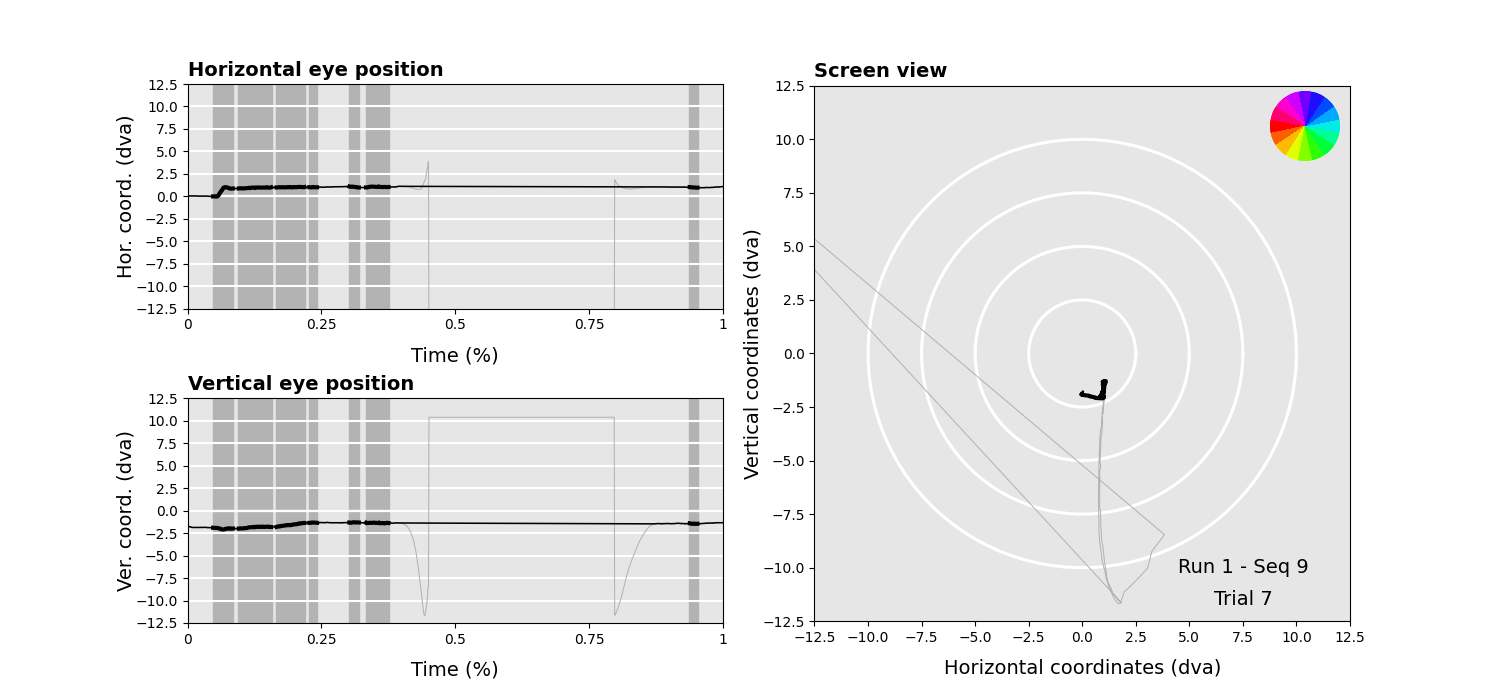 Horizontal eye position
12.5
10.0
7.5
5.0
2.5
0.0
−2.5
−5.0
−7.5
−10.0
−12.5
Hor. coord. (dva)
0 0.25 0.5 0.75 1
Time (%)
Vertical eye position
12.5
10.0
7.5
5.0
2.5
0.0
−2.5
−5.0
−7.5
−10.0
−12.5
Ver. coord. (dva)
0 0.25 0.5 0.75 1
Time (%)
Screen view
12.5
10.0
7.5
5.0
2.5
0.0
−2.5
−5.0
−7.5
−10.0
−12.5
Vertical coordinates (dva)
Run 1 - Seq 9
Trial 7
−12.5 −10.0 −7.5 −5.0 −2.5 0.0 2.5 5.0 7.5 10.0 12.5
Horizontal coordinates (dva)